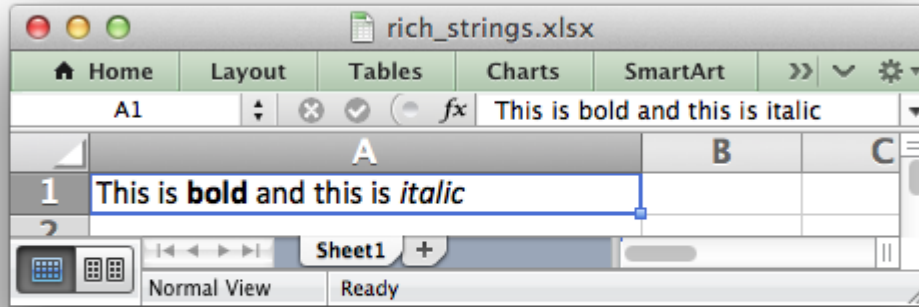 rich_strings.xlsx
Home Layout Tables Charts SmartArt
A1 fx This is bold and this is italic
A B C
1 This is bold and this is italic
2
Sheet1
Normal View Ready